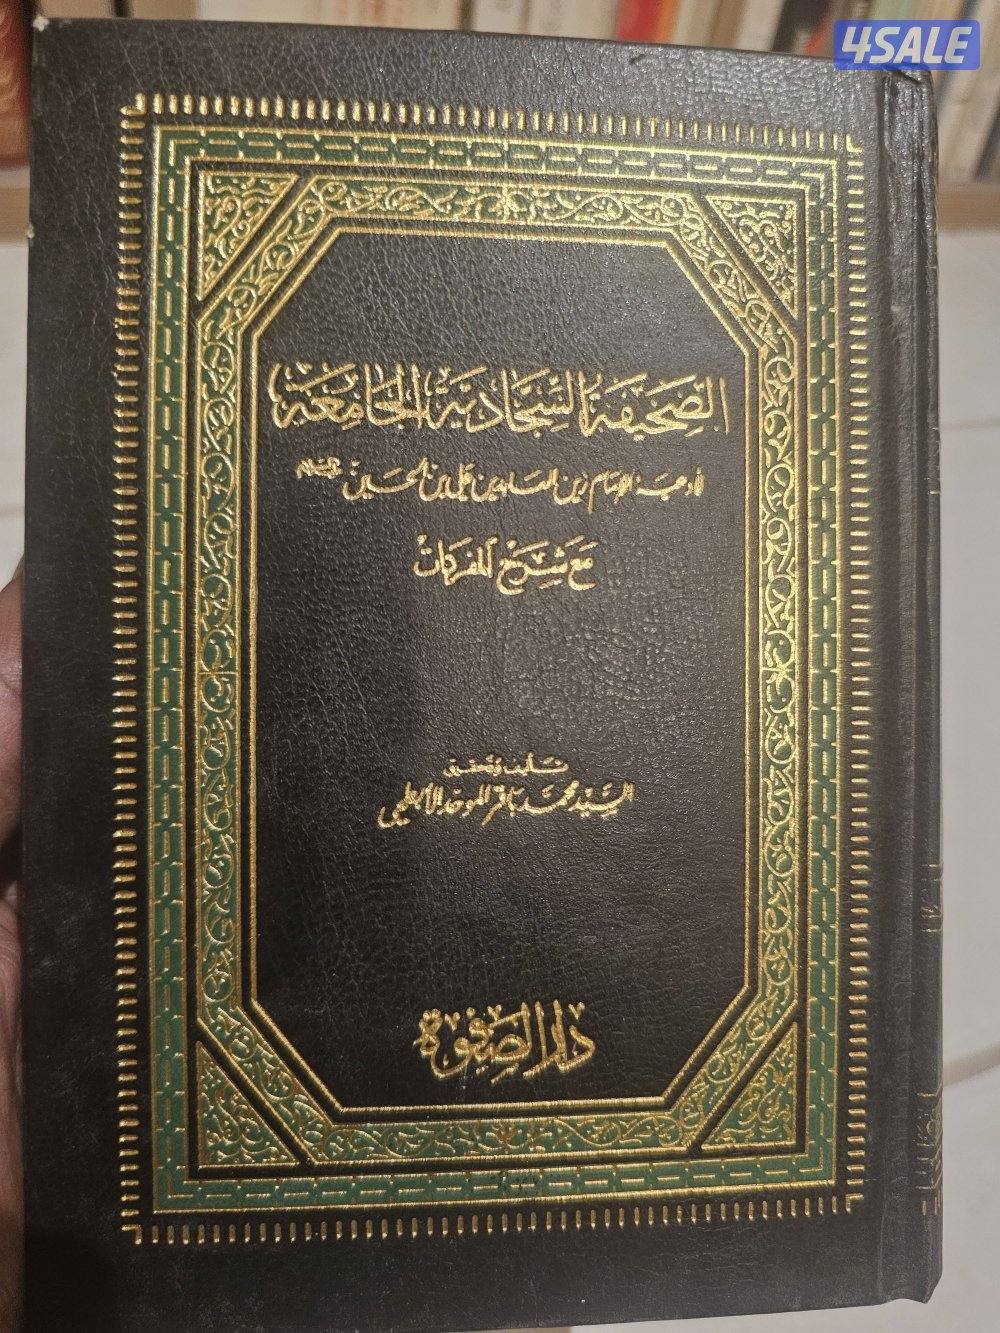 4SALE
الصحيفة السجادية الجامعة
لأدعية الإمام زين العابدين علي بن الحسين
مع شرح المفردات
تأليف وتحقيق
السيد محمد باقر الموحد الأبطحي
دار الصفوة